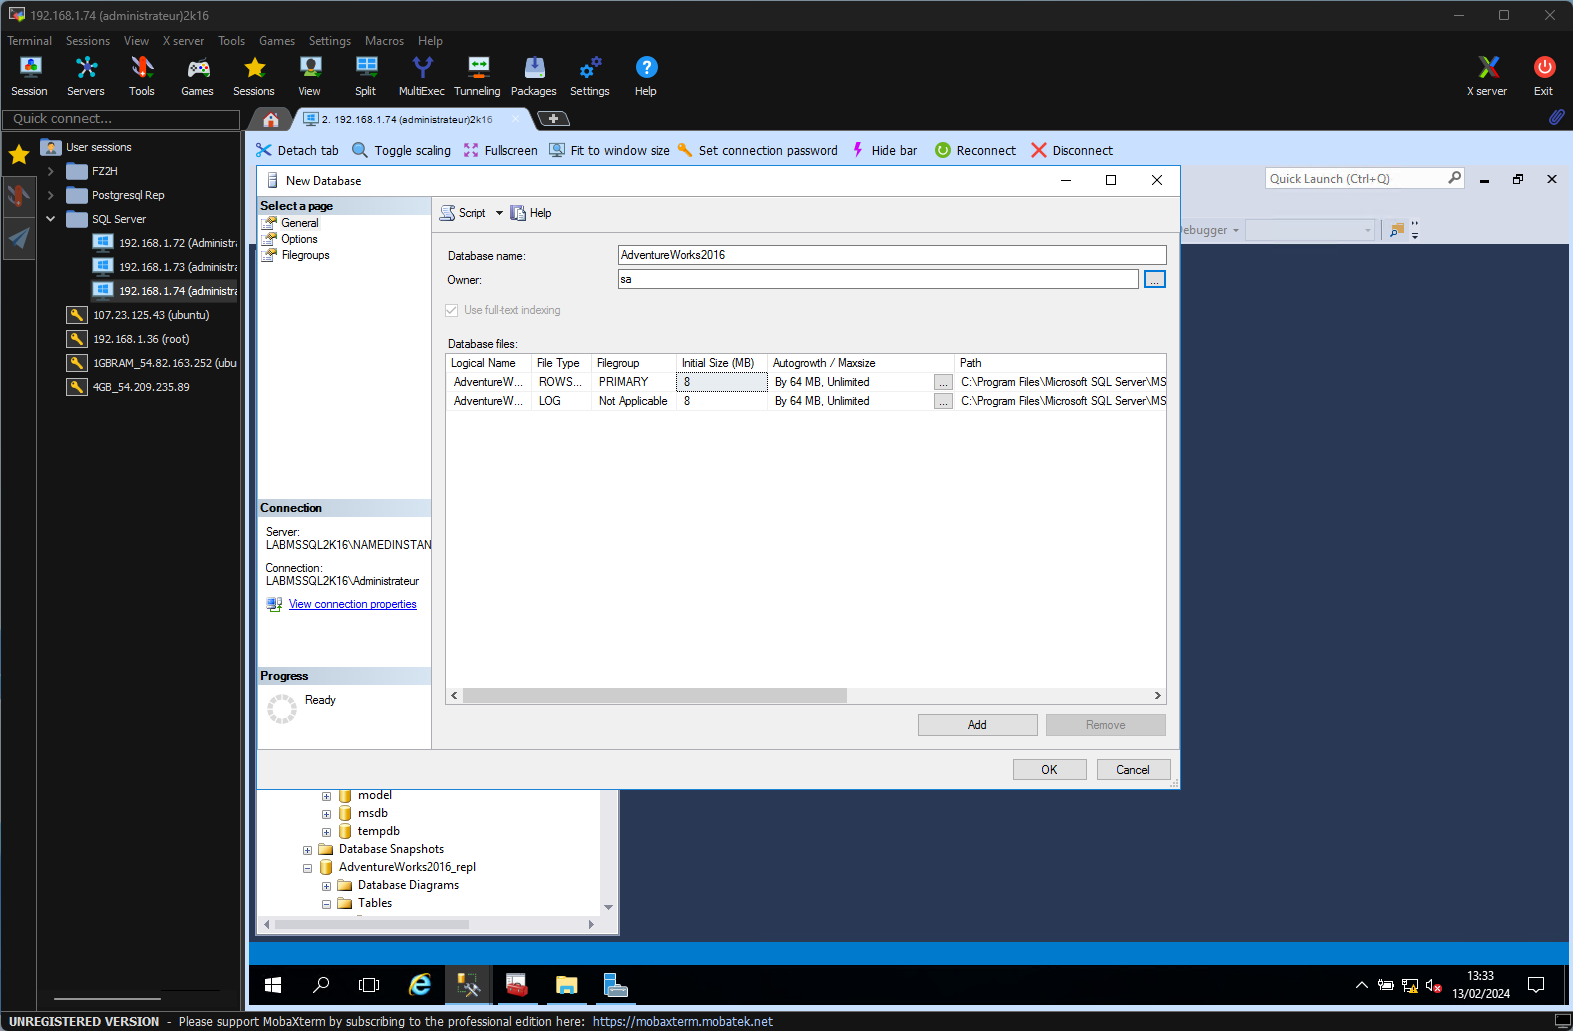 192.168.1.74 (administrateur)2k16
Terminal Sessions View X server Tools Games Settings Macros Help
Session Servers Tools Games Sessions View Split MultiExec Tunneling Packages Settings Help X server Exit
Quick connect...
2. 192.168.1.74 (administrateur)2k16
Detach tab Toggle scaling Fullscreen Fit to window size Set connection password Hide bar Reconnect Disconnect
User sessions
FZ2H
Postgresql Rep
SQL Server
192.168.1.72 (Administra
192.168.1.73 (administra
192.168.1.74 (administra
107.23.125.43 (ubuntu)
192.168.1.36 (root)
1GBRAM_54.82.163.252 (ubu
4GB_54.209.235.89
Quick Launch (Ctrl+Q)
ebugger
New Database
Select a page
General
Options
Filegroups
Script Help
Database name: AdventureWorks2016
Owner: sa ...
Use full-text indexing
Database files:
Logical Name File Type Filegroup Initial Size (MB) Autogrowth / Maxsize Path
AdventureW... ROWS... PRIMARY 8 By 64 MB, Unlimited ... C:\Program Files\Microsoft SQL Server\MS
AdventureW... LOG Not Applicable 8 By 64 MB, Unlimited ... C:\Program Files\Microsoft SQL Server\MS
Connection
Server:
LABMSSQL2K16\NAMEDINSTAN
Connection:
LABMSSQL2K16\Administrateur
View connection properties
Progress
Ready
Add Remove
OK Cancel
model
msdb
tempdb
Database Snapshots
AdventureWorks2016_repl
Database Diagrams
Tables
13:33
13/02/2024
UNREGISTERED VERSION - Please support MobaXterm by subscribing to the professional edition here: https://mobaxterm.mobatek.net